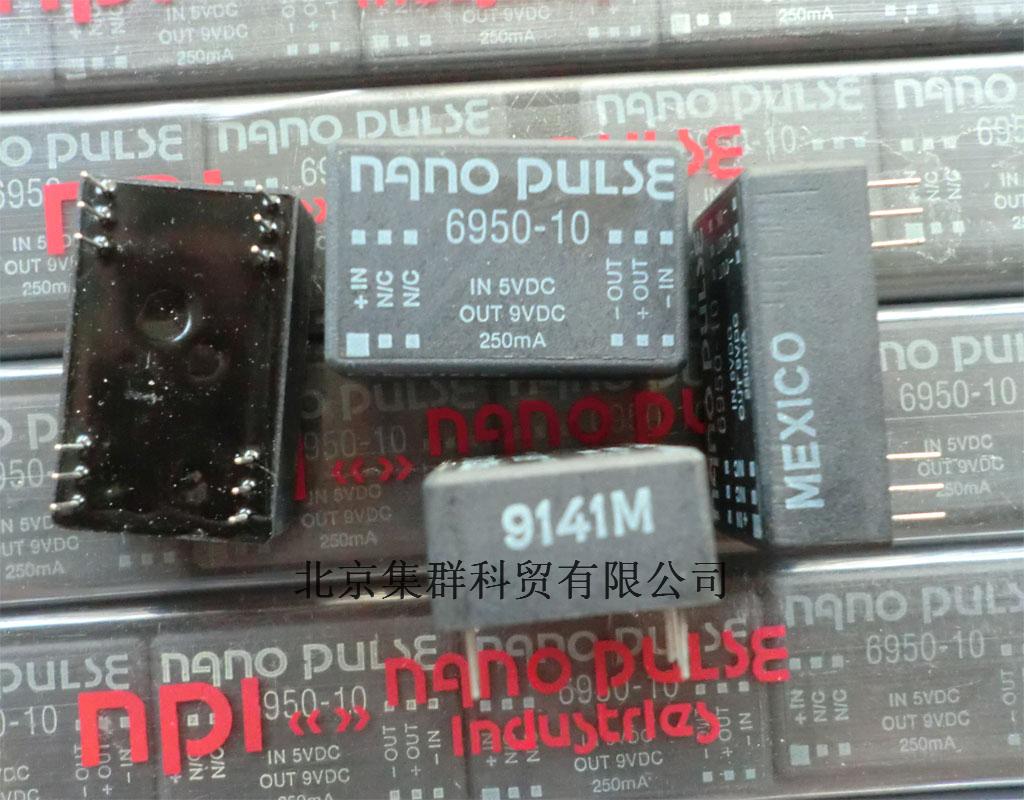 nano pulse
6950-10
+IN
N/C
N/C
IN 5VDC
OUT 9VDC
250mA
-OUT
+OUT
-IN
MEXICO
9141M
北京集群科贸有限公司
npi «» nano pulse
Industries
nano pulse
6950-10
IN 5VDC
OUT 9VDC
250mA